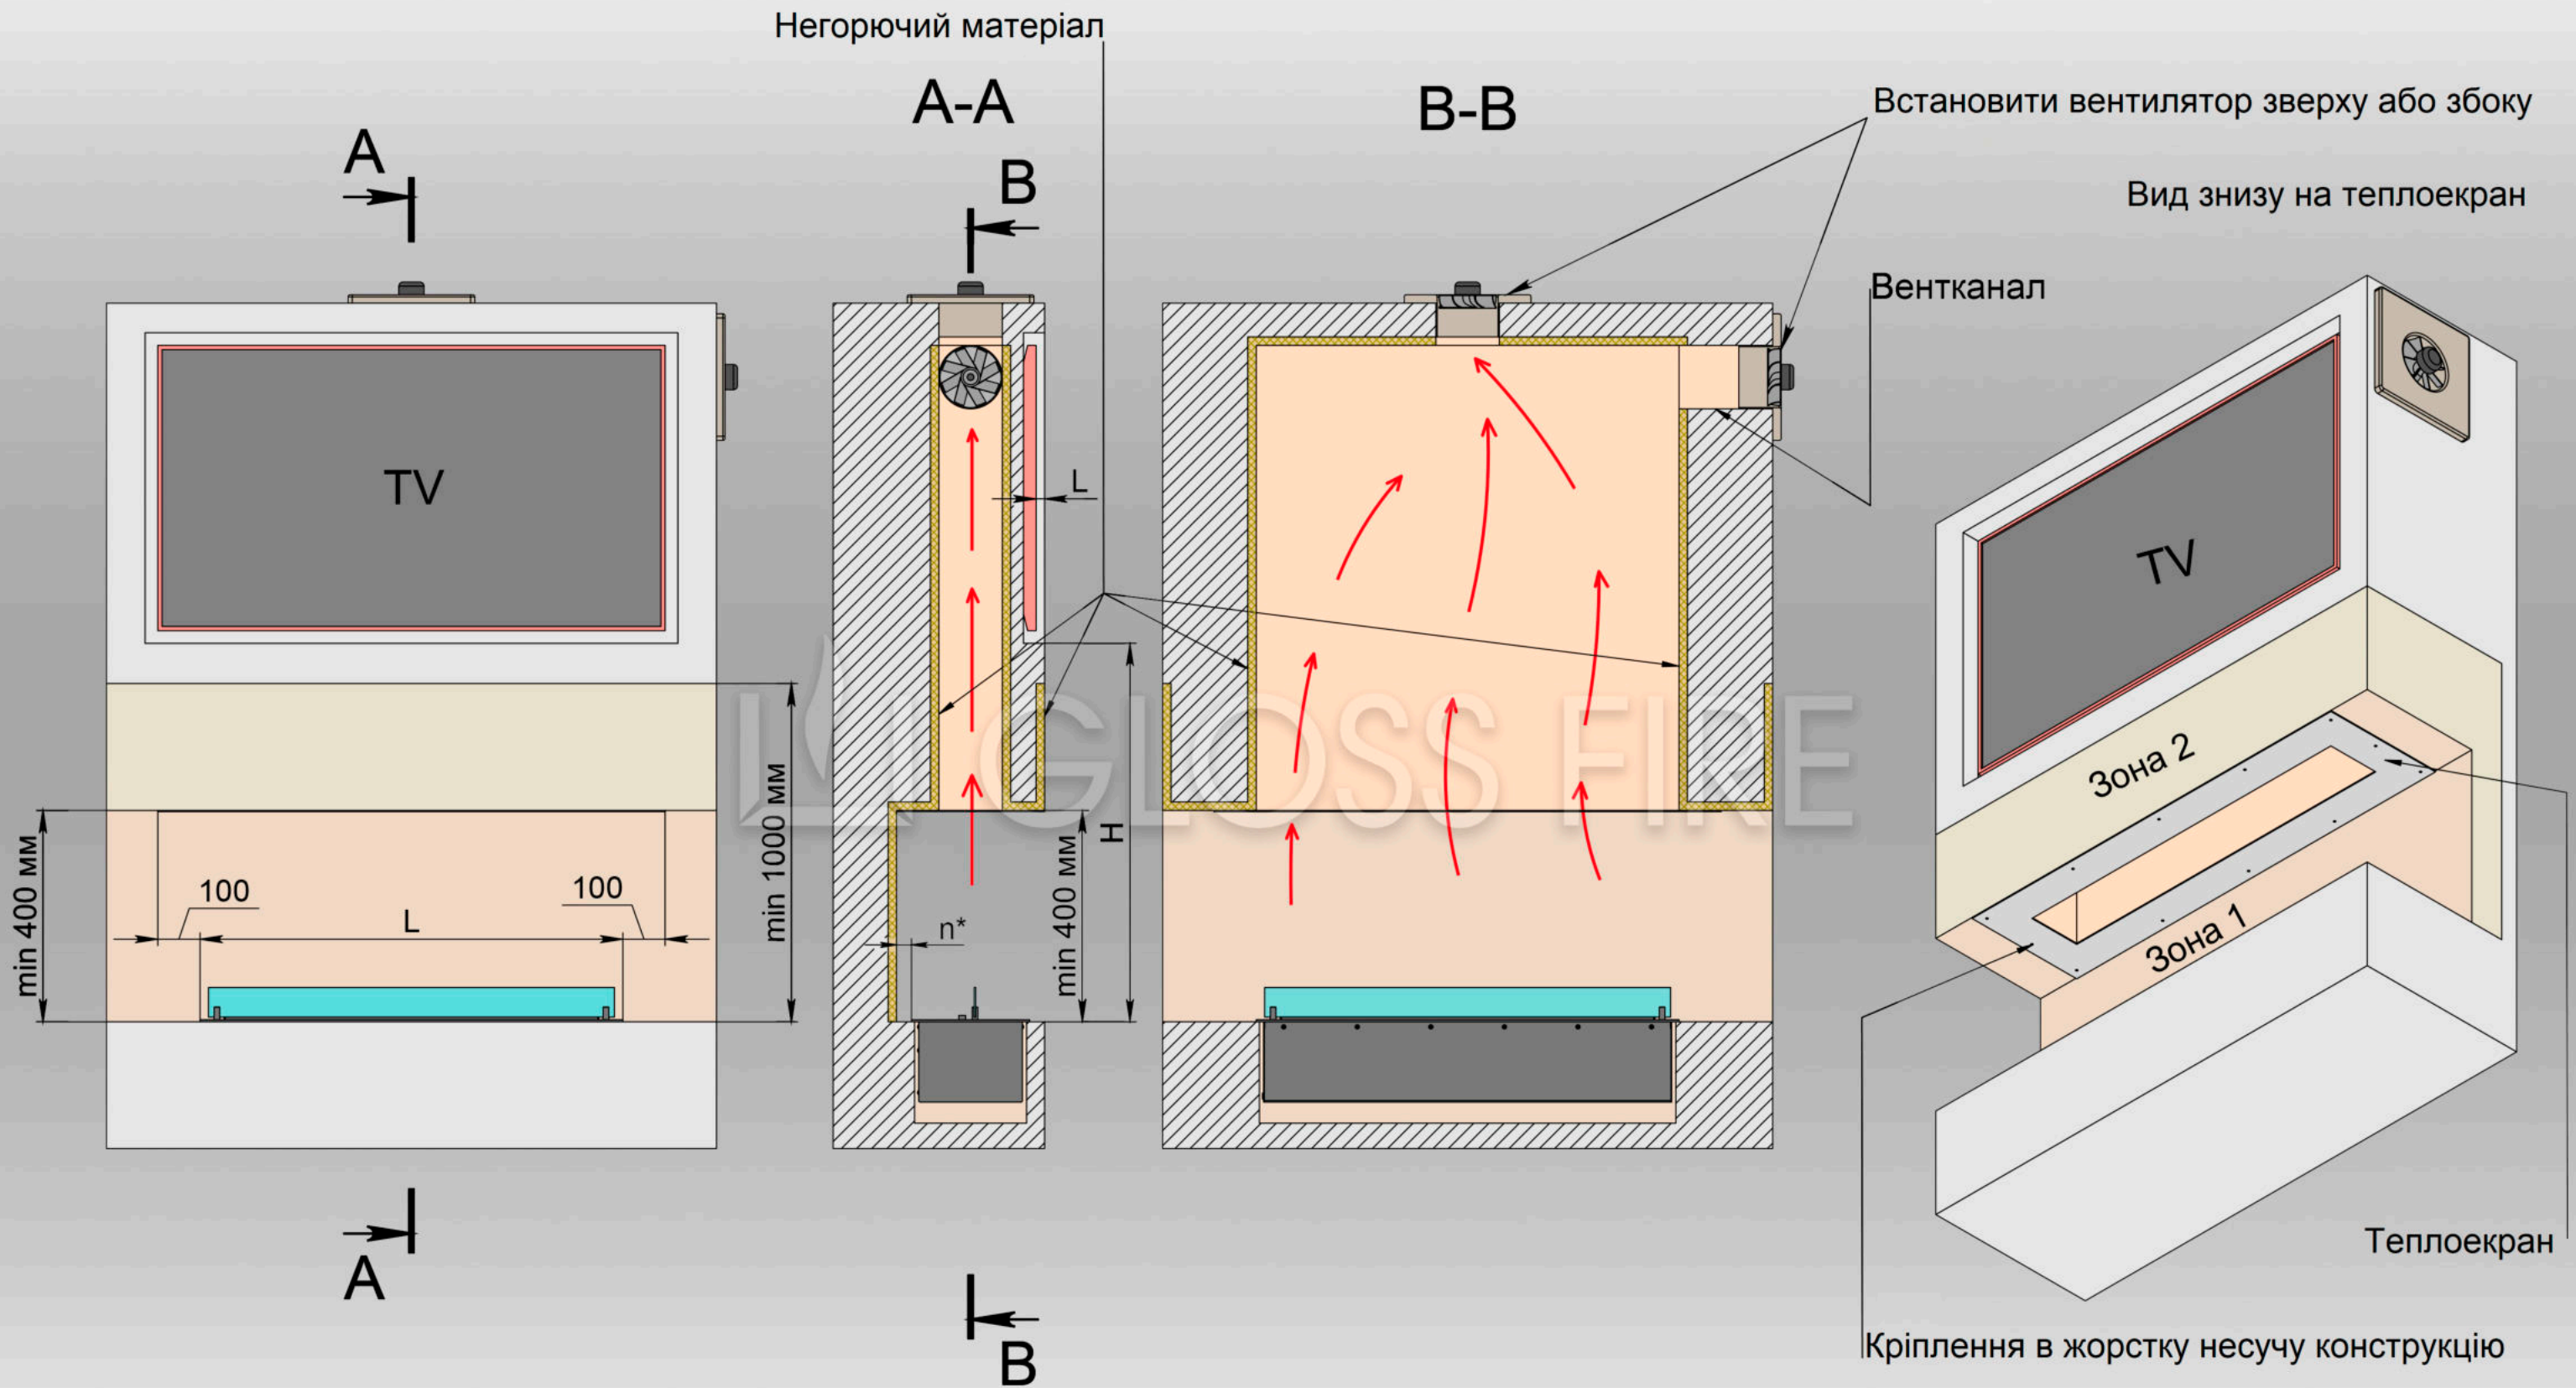 Негорючий матеріал
А-А
В-В
Встановити вентилятор зверху або збоку
Вид знизу на теплоекран
А
В
Вентканал
TV
L
TV
GLOSS FIRE
Зона 2
min 400 мм
100
L
100
min 1000 мм
n*
min 400 мм
H
Зона 1
Теплоекран
А
В
Кріплення в жорстку несучу конструкцію